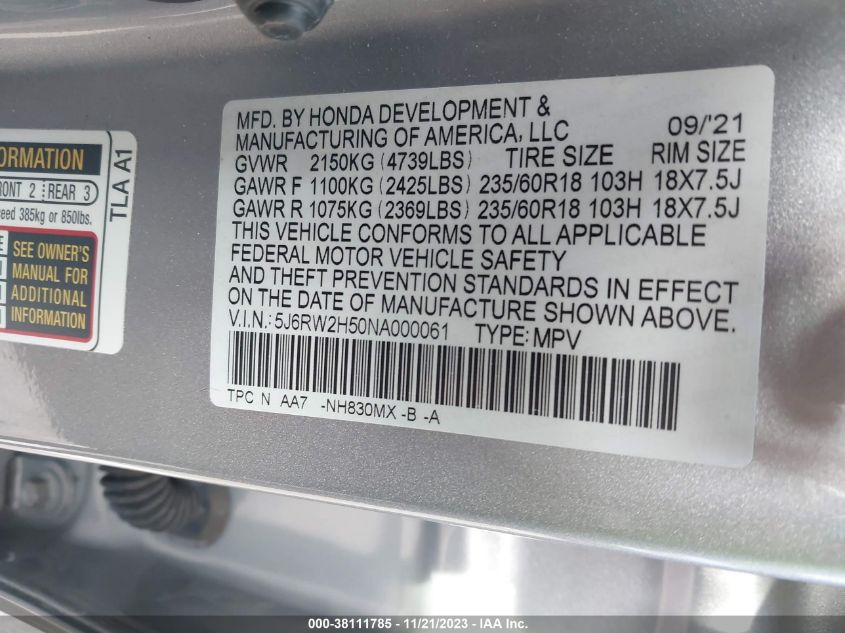 ORMATION
RONT 2 REAR 3
eed 385kg or 850lbs.
SEE OWNER'S
MANUAL FOR
ADDITIONAL
INFORMATION
TLA A1
MFD. BY HONDA DEVELOPMENT &
MANUFACTURING OF AMERICA, LLC 09/'21
GVWR 2150KG (4739LBS) TIRE SIZE RIM SIZE
GAWR F 1100KG (2425LBS) 235/60R18 103H 18X7.5J
GAWR R 1075KG (2369LBS) 235/60R18 103H 18X7.5J
THIS VEHICLE CONFORMS TO ALL APPLICABLE
FEDERAL MOTOR VEHICLE SAFETY
AND THEFT PREVENTION STANDARDS IN EFFECT
ON THE DATE OF MANUFACTURE SHOWN ABOVE.
V.I.N.: 5J6RW2H50NA000061 TYPE: MPV
TPC N AA7 -NH830MX -B -A
000-38111785 - 11/21/2023 - IAAI Inc.